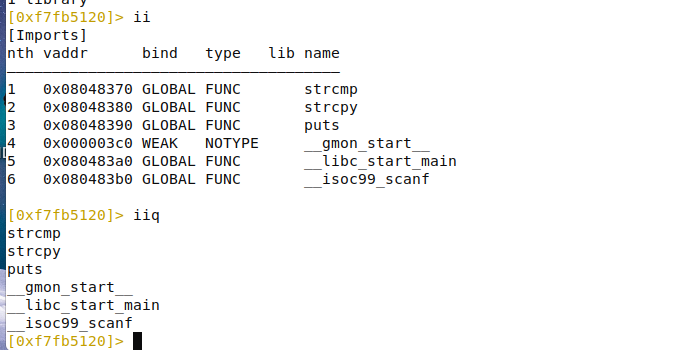 1 library
[0xf7fb5120]> ii
[Imports]
nth vaddr      bind   type   lib name
―――――――――――――――――――――――――――――――――――――
1   0x08048370 GLOBAL FUNC       strcmp
2   0x08048380 GLOBAL FUNC       strcpy
3   0x08048390 GLOBAL FUNC       puts
4   0x000003c0 WEAK   NOTYPE     __gmon_start__
5   0x080483a0 GLOBAL FUNC       __libc_start_main
6   0x080483b0 GLOBAL FUNC       __isoc99_scanf
[0xf7fb5120]> iiq
strcmp
strcpy
puts
__gmon_start__
__libc_start_main
__isoc99_scanf
[0xf7fb5120]>